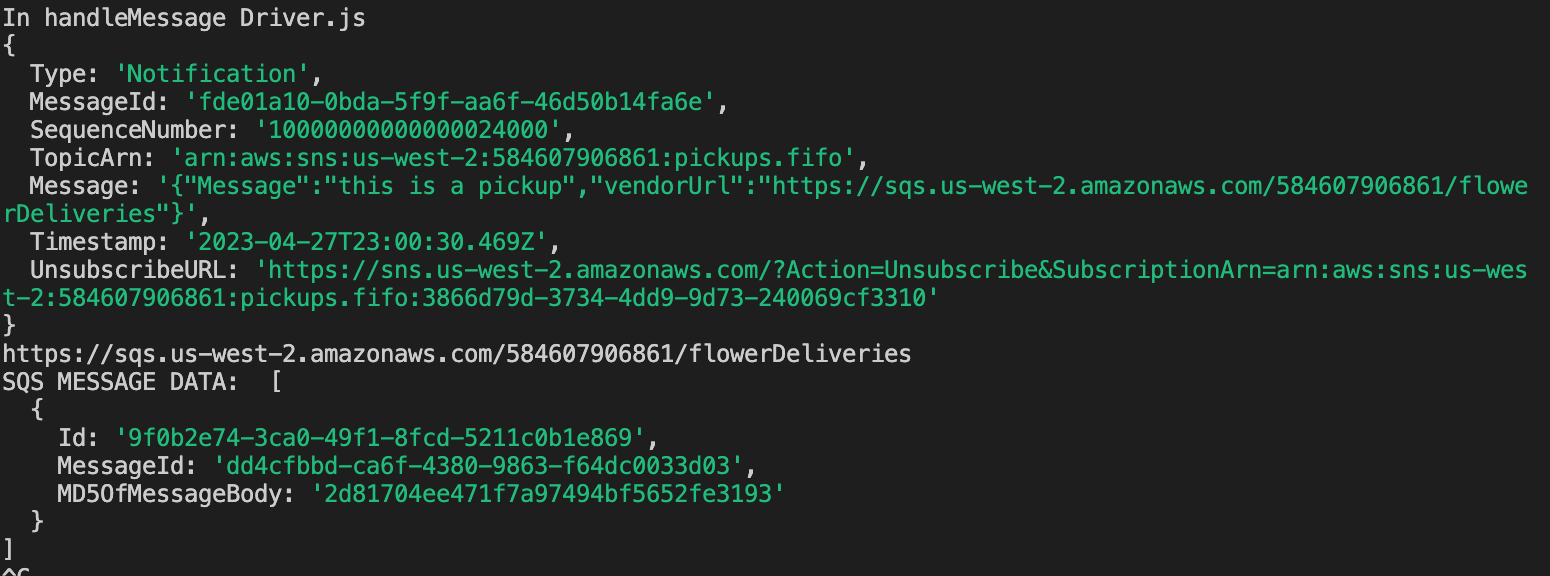 In handleMessage Driver.js
{
  Type: 'Notification',
  MessageId: 'fde01a10-0bda-5f9f-aa6f-46d50b14fa6e',
  SequenceNumber: '10000000000000024000',
  TopicArn: 'arn:aws:sns:us-west-2:584607906861:pickups.fifo',
  Message: '{"Message":"this is a pickup","vendorUrl":"https://sqs.us-west-2.amazonaws.com/584607906861/flowe
rDeliveries"}',
  Timestamp: '2023-04-27T23:00:30.469Z',
  UnsubscribeURL: 'https://sns.us-west-2.amazonaws.com/?Action=Unsubscribe&SubscriptionArn=arn:aws:sns:us-wes
t-2:584607906861:pickups.fifo:3866d79d-3734-4dd9-9d73-240069cf3310'
}
https://sqs.us-west-2.amazonaws.com/584607906861/flowerDeliveries
SQS MESSAGE DATA:  [
  {
    Id: '9f0b2e74-3ca0-49f1-8fcd-5211c0b1e869',
    MessageId: 'dd4cfbbd-ca6f-4380-9863-f64dc0033d03',
    MD5OfMessageBody: '2d81704ee471f7a97494bf5652fe3193'
  }
]
^C